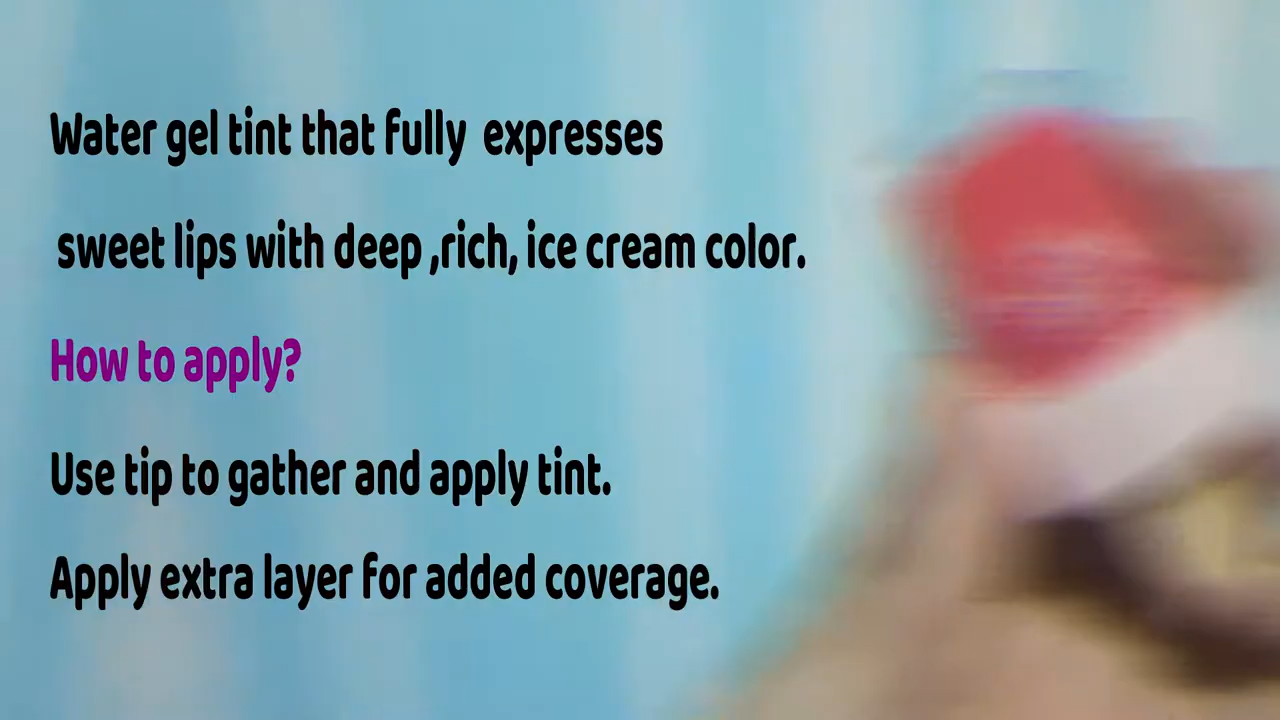 Water gel tint that fully expresses
sweet lips with deep ,rich, ice cream color.
How to apply?
Use tip to gather and apply tint.
Apply extra layer for added coverage.